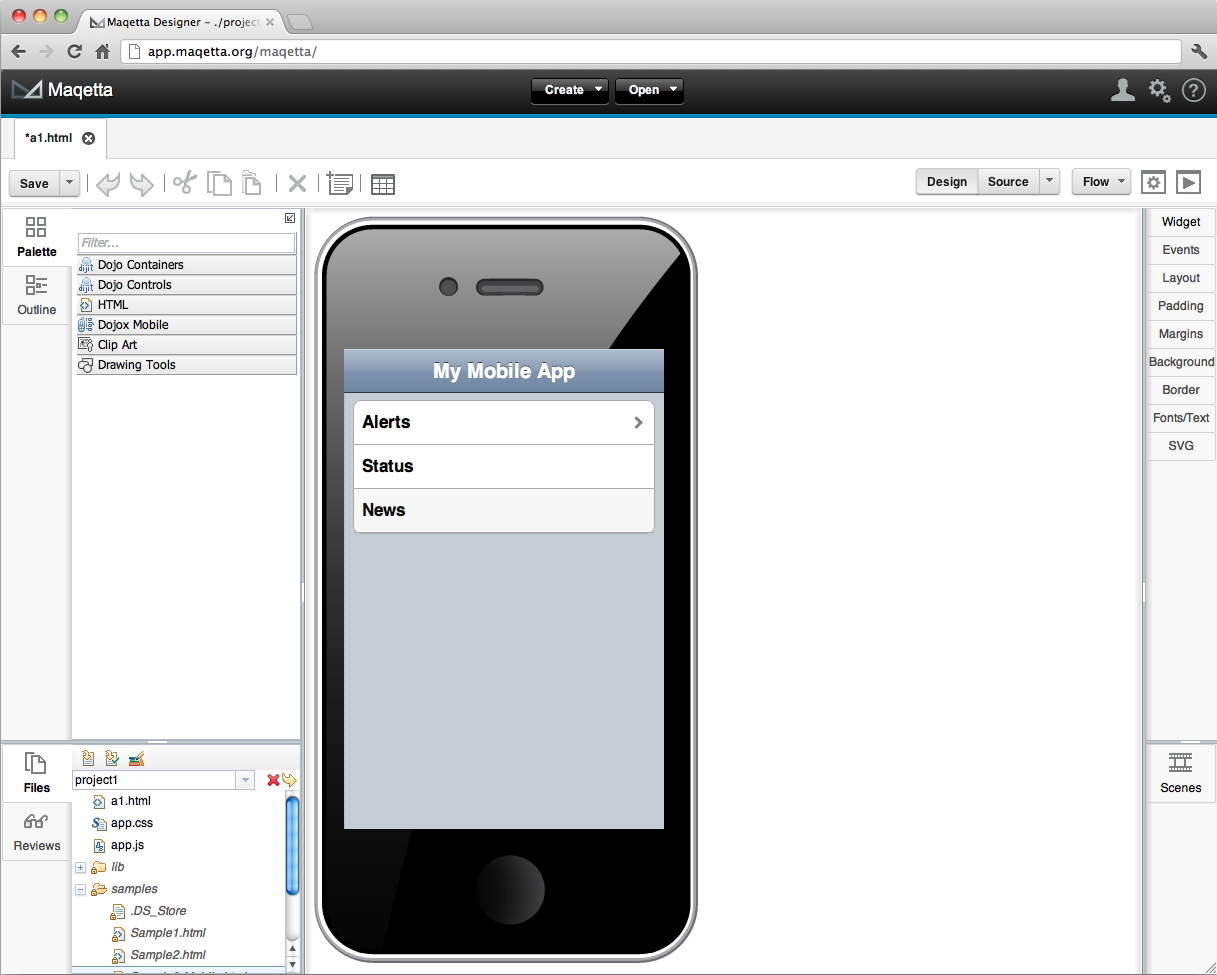 Maqetta Designer – ./project
app.maqetta.org/maqetta/
Maqetta
Create
Open
?
*a1.html
Save
Design
Source
Flow
Palette
Outline
Filter...
dijit Dojo Containers
dijit Dojo Controls
HTML
Dojox Mobile
Clip Art
Drawing Tools
My Mobile App
Alerts
Status
News
Widget
Events
Layout
Padding
Margins
Background
Border
Fonts/Text
SVG
Files
Reviews
project1
a1.html
app.css
app.js
lib
samples
.DS_Store
Sample1.html
Sample2.html
Scenes